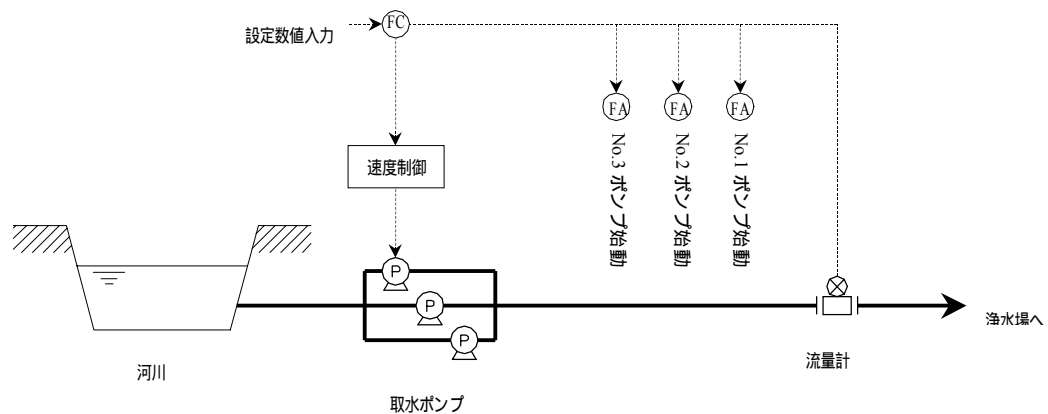 設定数値入力
FC
FA
FA
FA
No.3 ポンプ始動
No.2 ポンプ始動
No.1 ポンプ始動
速度制御
P
P
P
河川
取水ポンプ
流量計
浄水場へ